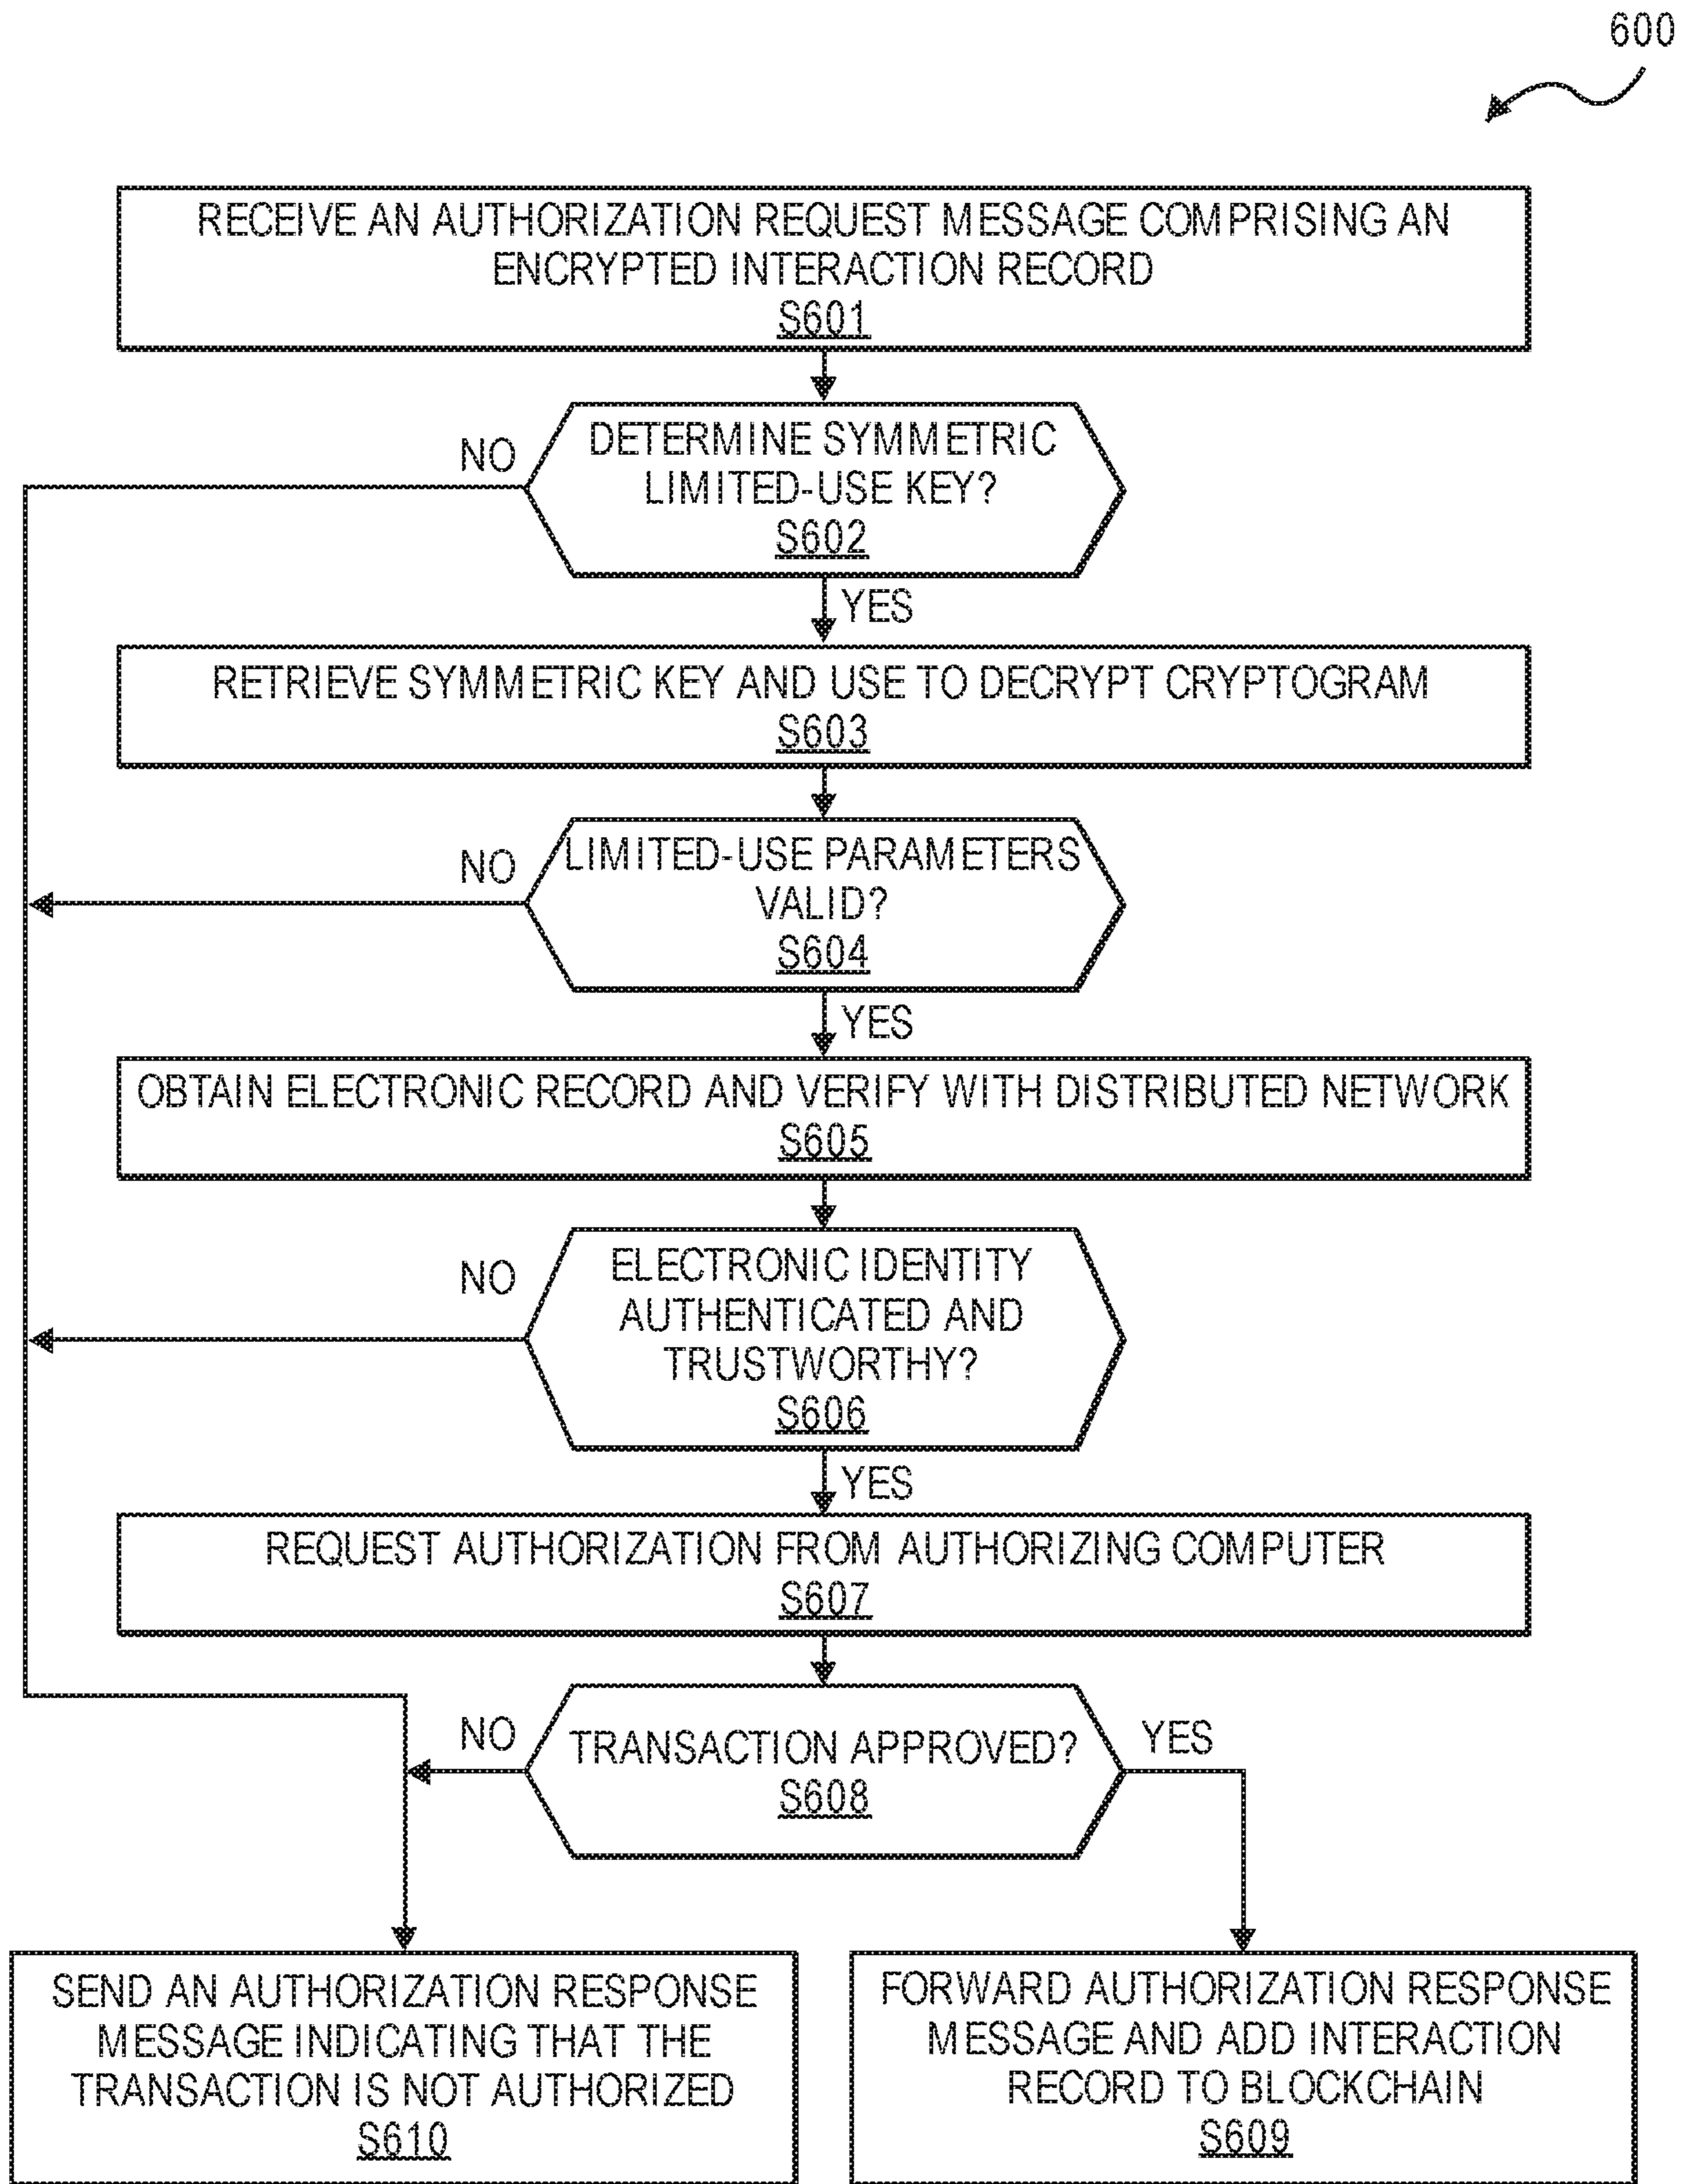 600
RECEIVE AN AUTHORIZATION REQUEST MESSAGE COMPRISING AN
ENCRYPTED INTERACTION RECORD
S601
NO
DETERMINE SYMMETRIC
LIMITED-USE KEY?
S602
YES
RETRIEVE SYMMETRIC KEY AND USE TO DECRYPT CRYPTOGRAM
S603
NO
LIMITED-USE PARAMETERS
VALID?
S604
YES
OBTAIN ELECTRONIC RECORD AND VERIFY WITH DISTRIBUTED NETWORK
S605
NO
ELECTRONIC IDENTITY
AUTHENTICATED AND
TRUSTWORTHY?
S606
YES
REQUEST AUTHORIZATION FROM AUTHORIZING COMPUTER
S607
NO
TRANSACTION APPROVED?
S608
YES
SEND AN AUTHORIZATION RESPONSE
MESSAGE INDICATING THAT THE
TRANSACTION IS NOT AUTHORIZED
S610
FORWARD AUTHORIZATION RESPONSE
MESSAGE AND ADD INTERACTION
RECORD TO BLOCKCHAIN
S609